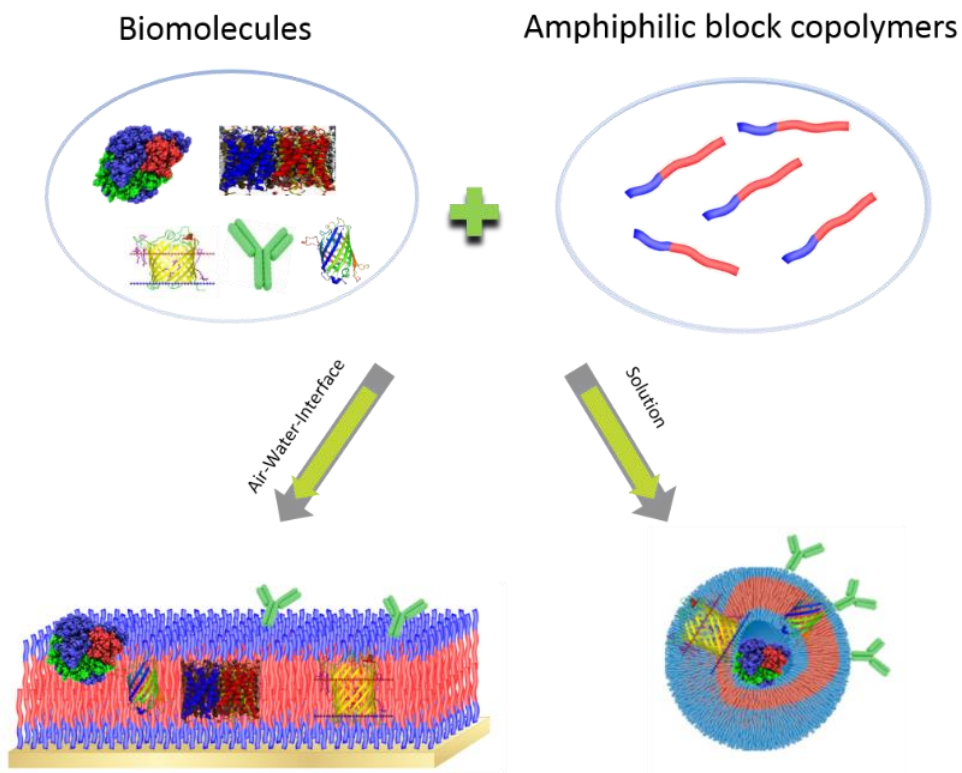 Biomolecules
Amphiphilic block copolymers
Air-Water-Interface
Solution